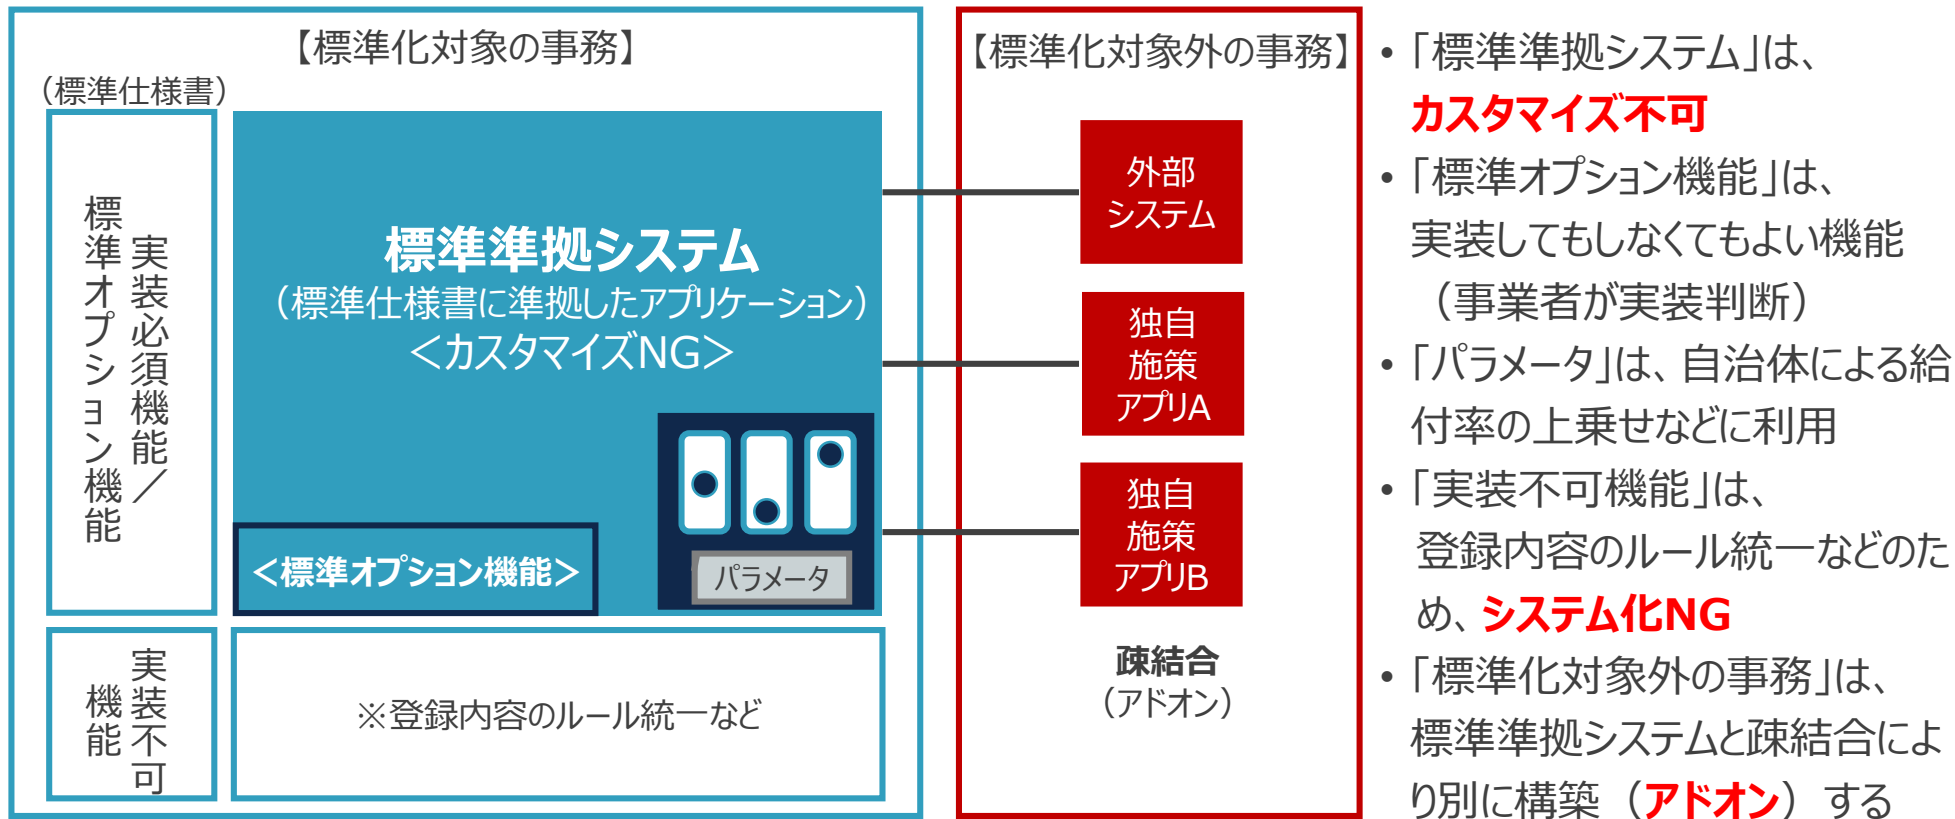 【標準化対象の事務】
（標準仕様書）
実装必須機能／
標準オプション機能
標準準拠システム
（標準仕様書に準拠したアプリケーション）
＜カスタマイズNG＞
＜標準オプション機能＞
パラメータ
実装不可
機能
※登録内容のルール統一など
【標準化対象外の事務】
外部
システム
独自
施策
アプリA
独自
施策
アプリB
疎結合
（アドオン）
•「標準準拠システム」は、
カスタマイズ不可
•「標準オプション機能」は、
実装してもしなくてもよい機能
（事業者が実装判断）
•「パラメータ」は、自治体による給
付率の上乗せなどに利用
•「実装不可機能」は、
登録内容のルール統一などのた
め、システム化NG
•「標準化対象外の事務」は、
標準準拠システムと疎結合によ
り別に構築（アドオン）する